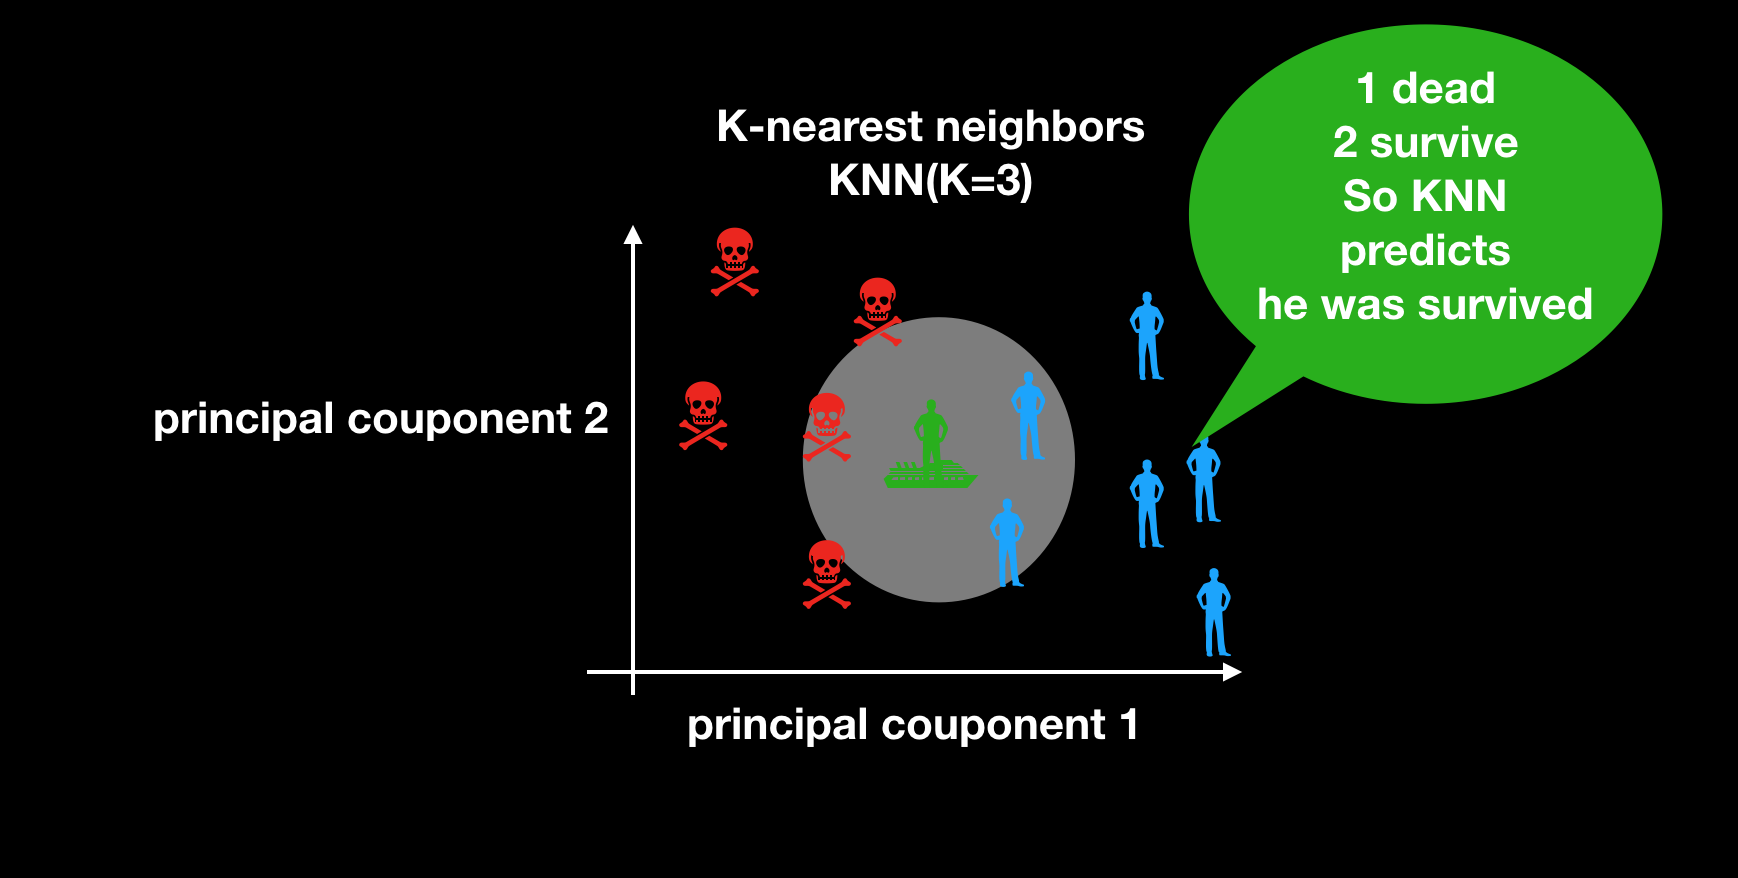 K-nearest neighbors
KNN(K=3)
1 dead
2 survive
So KNN
predicts
he was survived
principal couponent 2
principal couponent 1